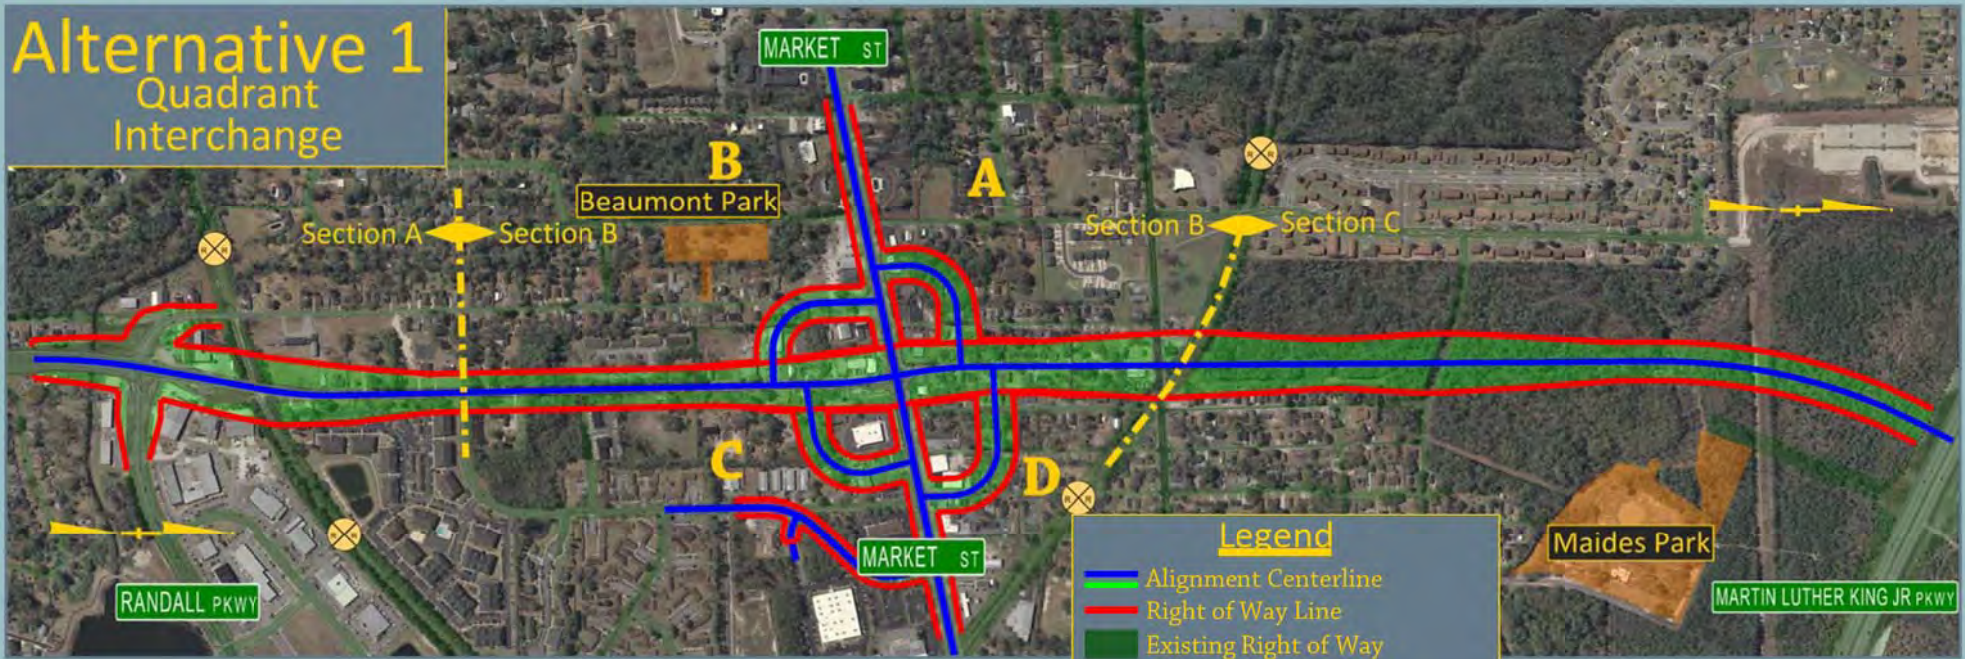 Alternative 1
Quadrant
Interchange
MARKET ST
B
A
Beaumont Park
Section A
Section B
Section B
Section C
C
D
MARKET ST
RANDALL PKWY
Maides Park
MARTIN LUTHER KING JR PKWY
Legend
Alignment Centerline
Right of Way Line
Existing Right of Way